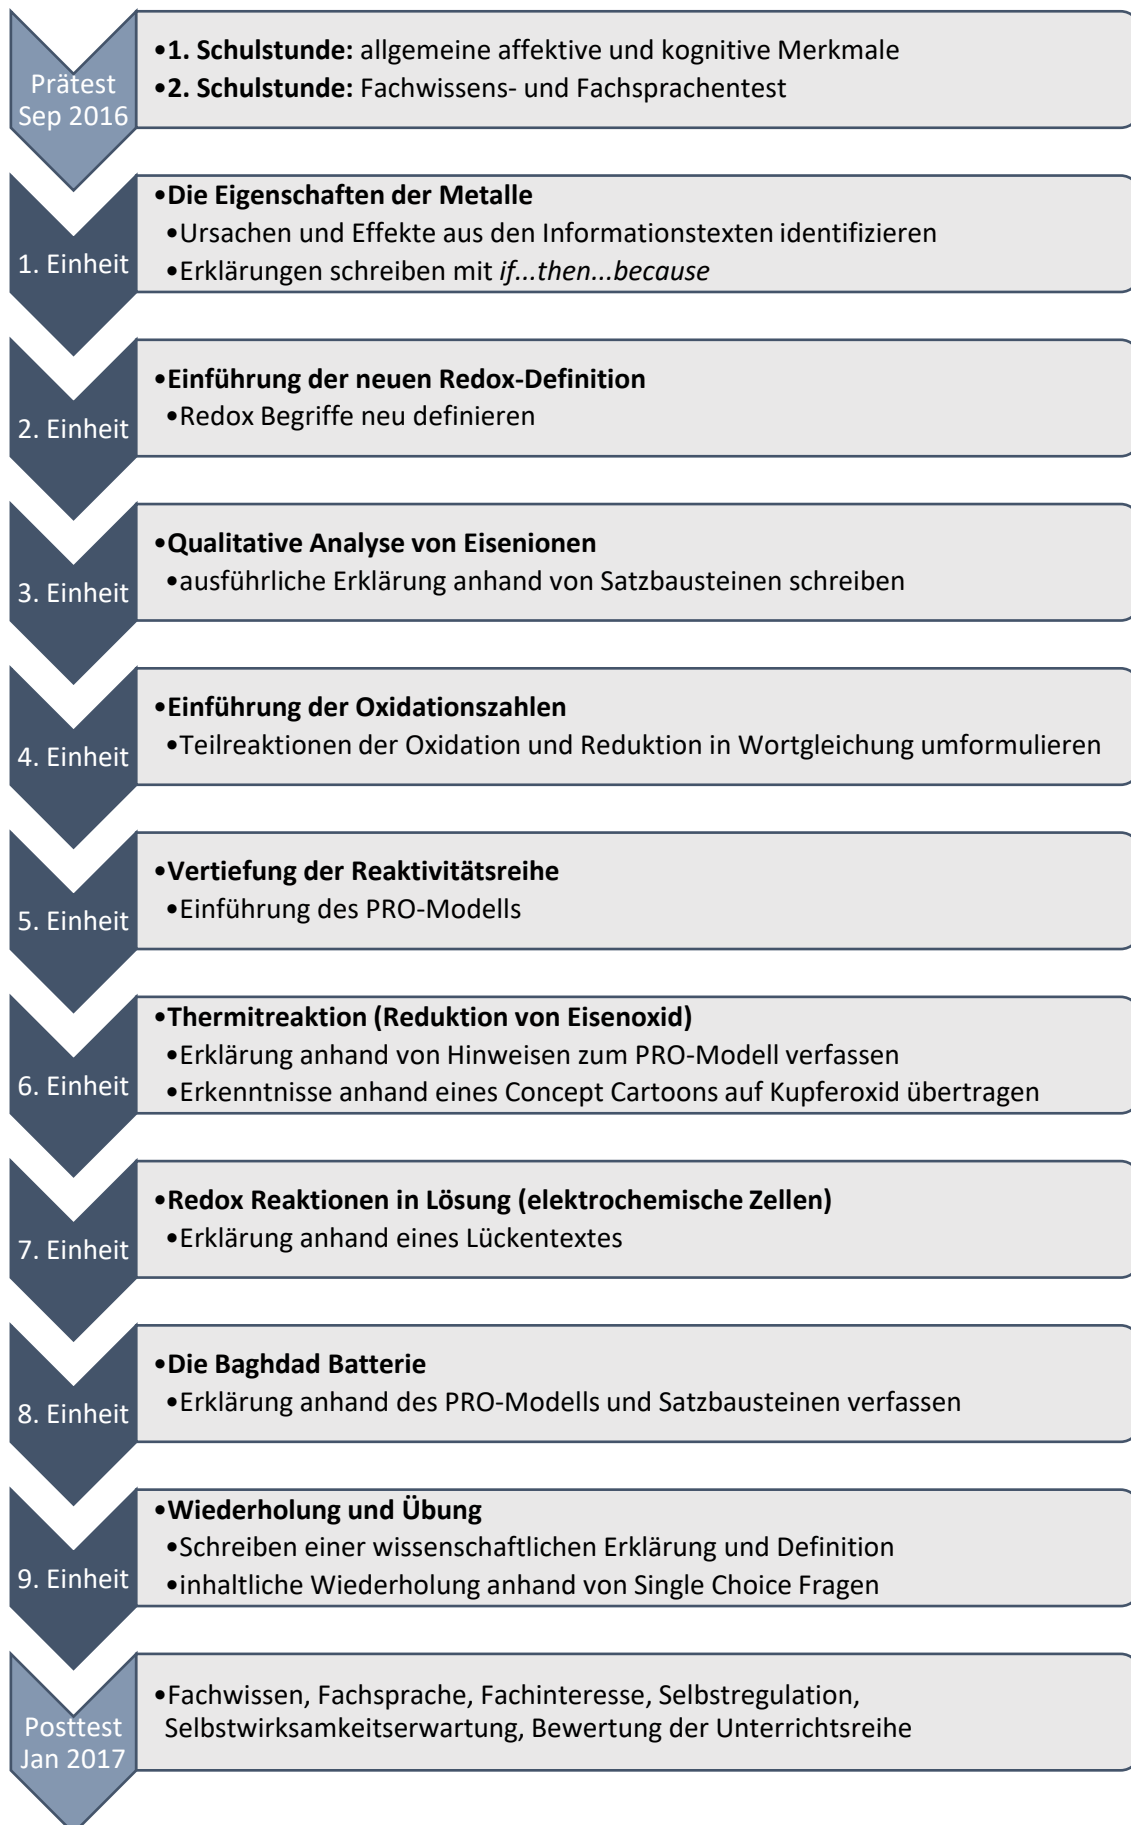 Prätest
Sep 2016
•1. Schulstunde: allgemeine affektive und kognitive Merkmale
•2. Schulstunde: Fachwissens- und Fachsprachentest
1. Einheit
•Die Eigenschaften der Metalle
•Ursachen und Effekte aus den Informationstexten identifizieren
•Erklärungen schreiben mit if...then...because
2. Einheit
•Einführung der neuen Redox-Definition
•Redox Begriffe neu definieren
3. Einheit
•Qualitative Analyse von Eisenionen
•ausführliche Erklärung anhand von Satzbausteinen schreiben
4. Einheit
•Einführung der Oxidationszahlen
•Teilreaktionen der Oxidation und Reduktion in Wortgleichung umformulieren
5. Einheit
•Vertiefung der Reaktivitätsreihe
•Einführung des PRO-Modells
6. Einheit
•Thermitreaktion (Reduktion von Eisenoxid)
•Erklärung anhand von Hinweisen zum PRO-Modell verfassen
•Erkenntnisse anhand eines Concept Cartoons auf Kupferoxid übertragen
7. Einheit
•Redox Reaktionen in Lösung (elektrochemische Zellen)
•Erklärung anhand eines Lückentextes
8. Einheit
•Die Baghdad Batterie
•Erklärung anhand des PRO-Modells und Satzbausteinen verfassen
9. Einheit
•Wiederholung und Übung
•Schreiben einer wissenschaftlichen Erklärung und Definition
•inhaltliche Wiederholung anhand von Single Choice Fragen
Posttest
Jan 2017
•Fachwissen, Fachsprache, Fachinteresse, Selbstregulation,
Selbstwirksamkeitserwartung, Bewertung der Unterrichtsreihe